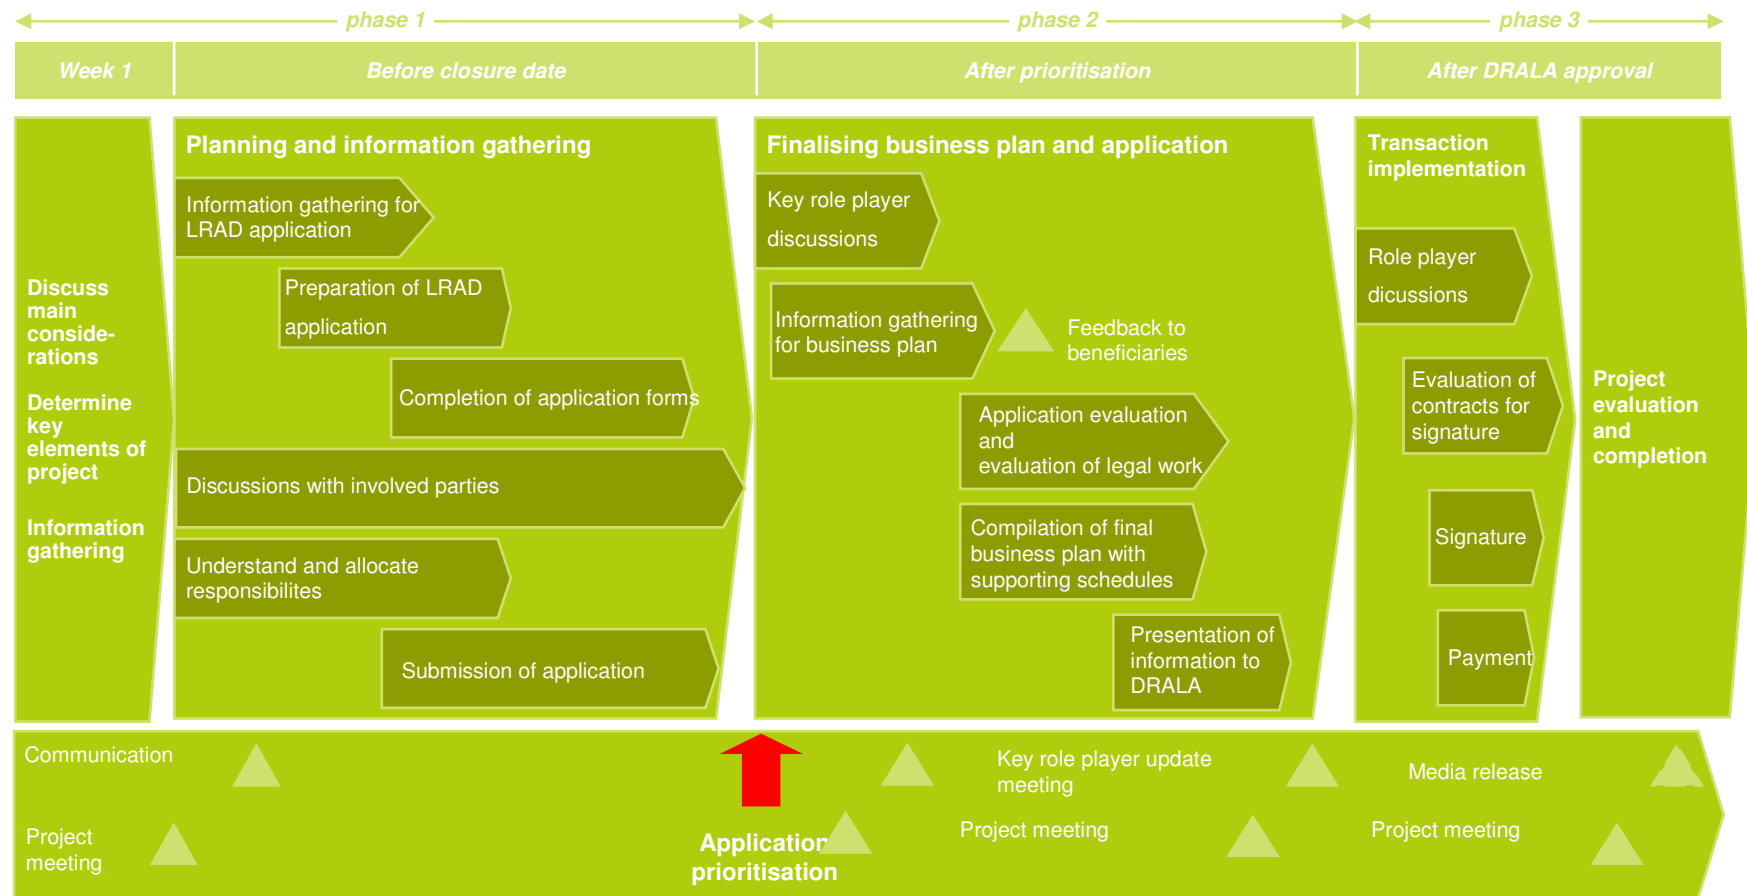 phase 1
phase 2
phase 3
Week 1
Before closure date
After prioritisation
After DRALA approval
Discuss
main
conside-
rations
Determine
key
elements of
project
Information
gathering
Planning and information gathering
Information gathering for
LRAD application
Preparation of LRAD
application
Completion of application forms
Discussions with involved parties
Understand and allocate
responsibilites
Submission of application
Finalising business plan and application
Key role player
discussions
Information gathering
for business plan
Feedback to
beneficiaries
Application evaluation
and
evaluation of legal work
Compilation of final
business plan with
supporting schedules
Presentation of
information to
DRALA
Transaction
implementation
Role player
dicussions
Evaluation of
contracts for
signature
Signature
Payment
Project
evaluation
and
completion
Communication
Key role player update
meeting
Media release
Project
meeting
Application
prioritisation
Project meeting
Project meeting